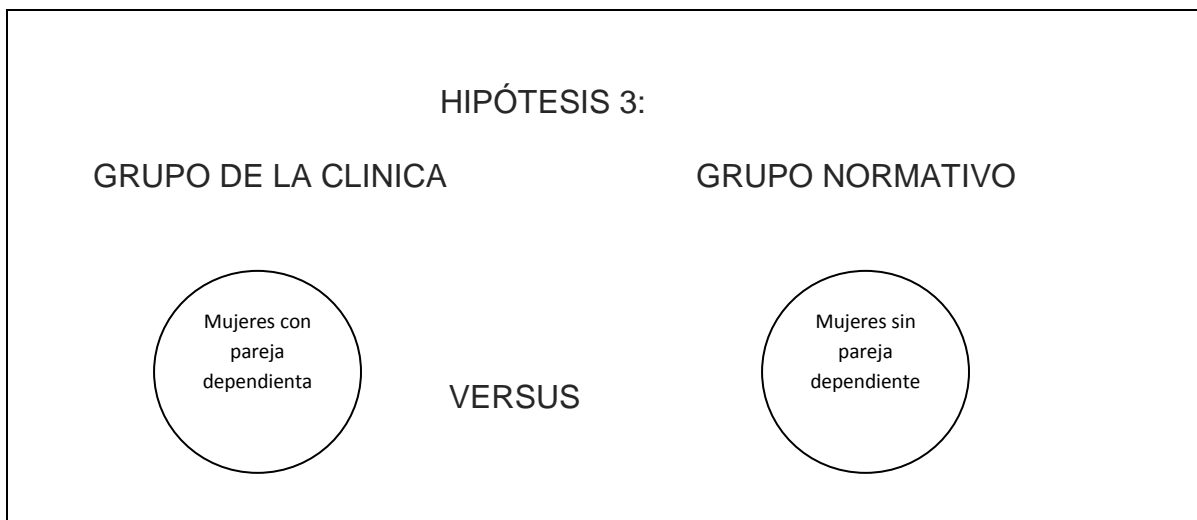 HIPÓTESIS 3:
GRUPO DE LA CLINICA
GRUPO NORMATIVO
Mujeres con
pareja
dependienta
VERSUS
Mujeres sin
pareja
dependiente